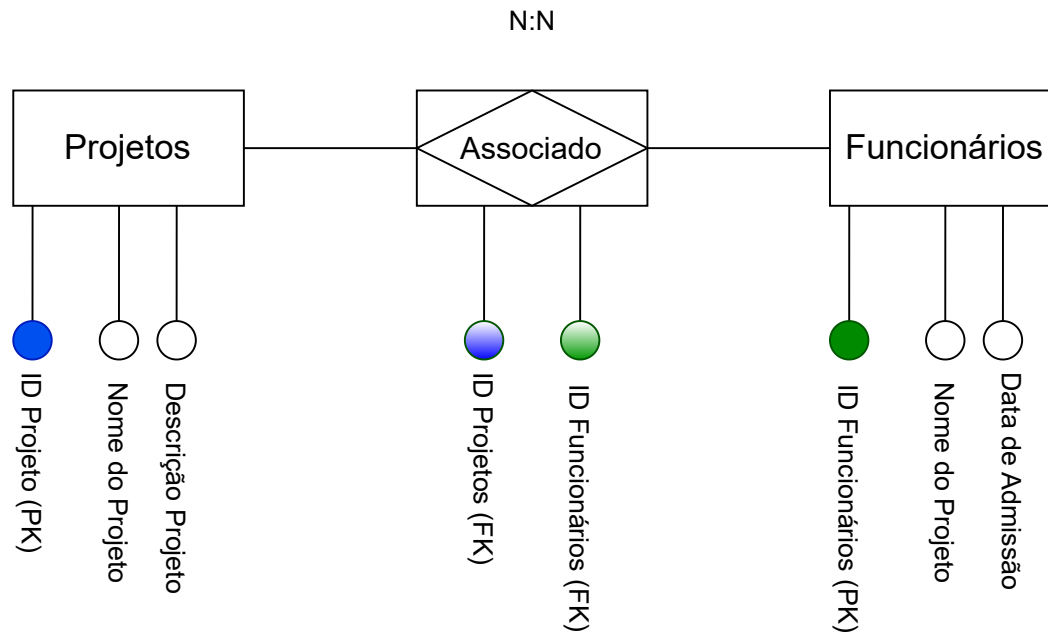 N:N
Projetos
Associado
Funcionários
ID Projeto (PK)
Nome do Projeto
Descrição Projeto
ID Projetos (FK)
ID Funcionários (FK)
ID Funcionários (PK)
Nome do Projeto
Data de Admissão